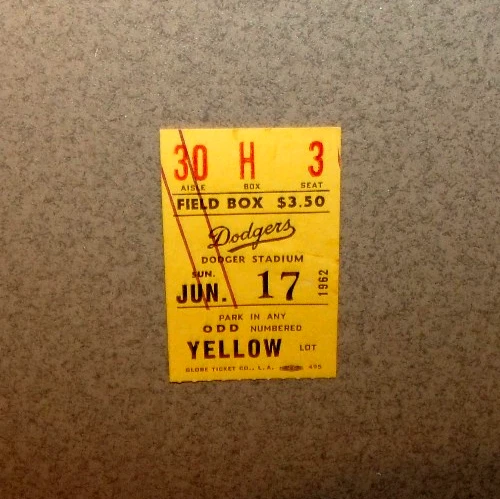 30 H 3
AISLE BOX SEAT
FIELD BOX $3.50
Dodgers
DODGER STADIUM
SUN.
JUN. 17 1962
PARK IN ANY
ODD NUMBERED
YELLOW LOT
GLOBE TICKET CO., L.A. 495